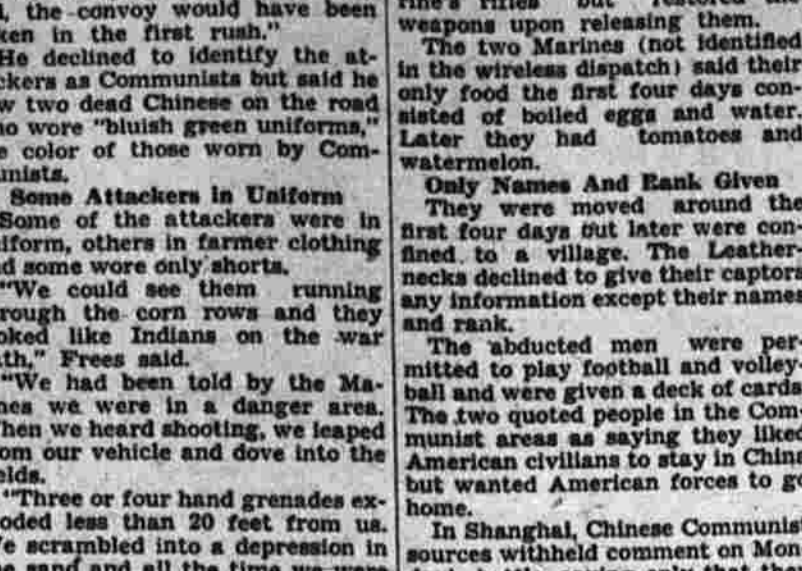 the convoy would have been
ken in the first rush."
He declined to identify the at-
ckers as Communists but said he
w two dead Chinese on the road
ho wore "bluish green uniforms,"
e color of those worn by Com-
unists.
Some Attackers in Uniform
Some of the attackers were in
iform, others in farmer clothing
d some wore only shorts.
"We could see them running
rough the corn rows and they
oked like Indians on the war
th," Frees said.
"We had been told by the Ma-
nes we were in a danger area.
hen we heard shooting, we leaped
om our vehicle and dove into the
elds.
"Three or four hand grenades ex-
oded less than 20 feet from us.
e scrambled into a depression in
sand and all the time we were
rifles but restored
weapons upon releasing them.
The two Marines (not identified
in the wireless dispatch) said their
only food the first four days con-
sisted of boiled eggs and water.
Later they had tomatoes and
watermelon.
Only Names And Rank Given
They were moved around the
first four days but later were con-
fined to a village. The Leather-
necks declined to give their captors
any information except their names
and rank.
The abducted men were per-
mitted to play football and volley-
ball and were given a deck of cards.
The two quoted people in the Com-
munist areas as saying they liked
American civilians to stay in China
but wanted American forces to go
home.
In Shanghai, Chinese Communist
sources withheld comment on Mon-